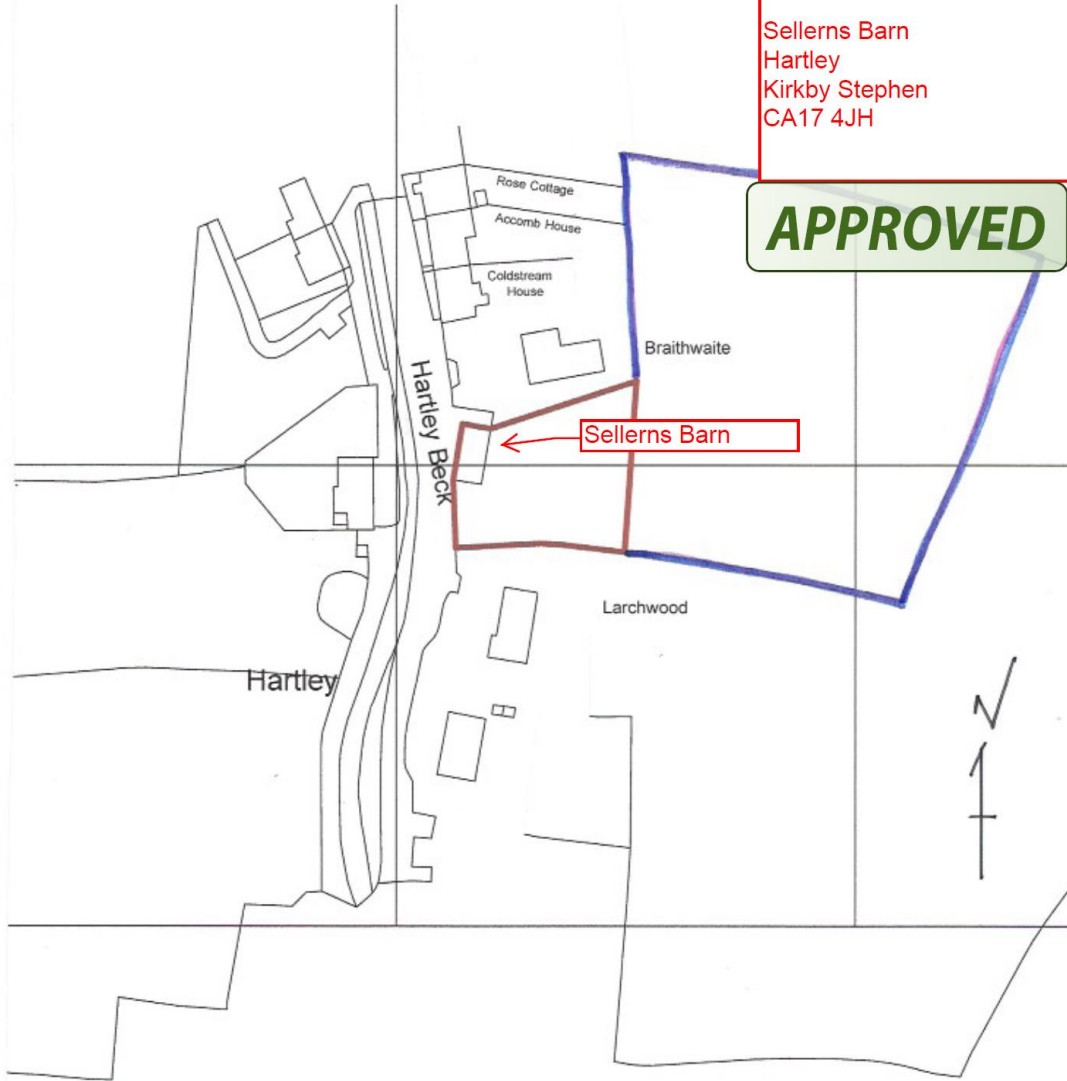 Sellerns Barn
Hartley
Kirkby Stephen
CA17 4JH
APPROVED
Rose Cottage
Accomb House
Coldstream
House
Braithwaite
Hartley Beck
Sellerns Barn
Larchwood
Hartley
N